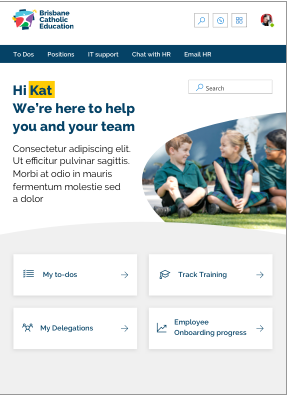 Brisbane
Catholic
Education
To Dos Positions IT support Chat with HR Email HR
Hi Kat
We're here to help
you and your team
Search
Consectetur adipiscing elit.
Ut efficitur pulvinar sagittis.
Morbi at odio in mauris
fermentum molestie sed
a dolor
My to-dos
Track Training
My Delegations
Employee
Onboarding progress